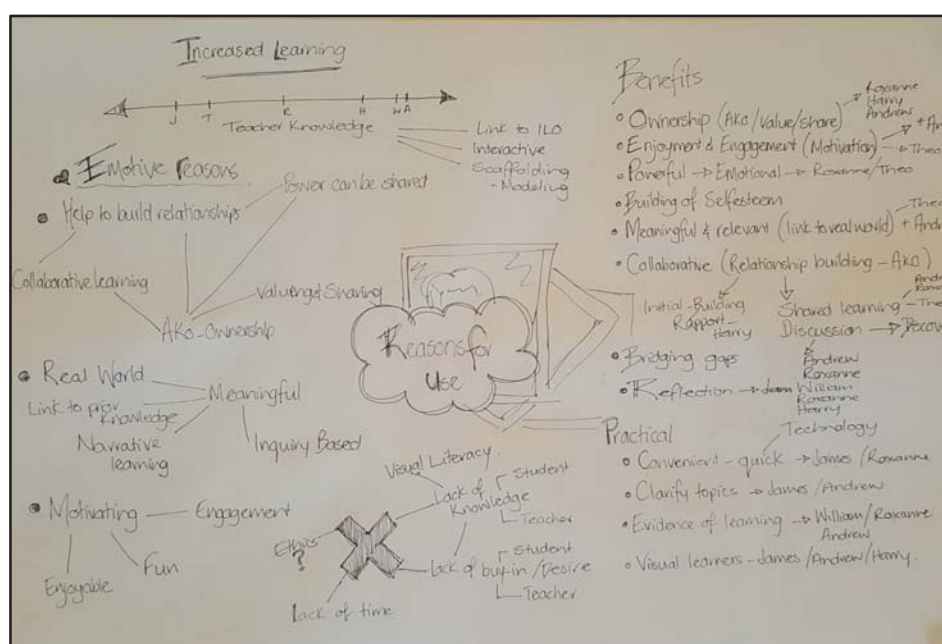 Increased Learning
J T R H W A
Teacher Knowledge
Link to ILO
Interactive
Scaffolding
- Modeling
Emotive reasons
Power can be shared
Help to build relationships
Collaborative learning
Valuing & Sharing
Ako - Ownership
Real World
Link to prior
Knowledge
Meaningful
Narrative
learning
Inquiry Based
Motivating
Engagement
Enjoyable
Fun
Reasons for
Use
Visual Literacy
Lack of
Knowledge
Student
Teacher
Ethics
?
Lack of buy-in / Desire
Student
Teacher
Lack of time
Benefits
Roxanne
Harry
Andrew
Ownership (Ako / value / share)
+ An
Enjoyment & Engagement (Motivation) Theo
Powerful Emotional Roxanne/Theo
Building of Selfesteem
Theo
Meaningful & relevant (link to real world) + Andr
Collaborative (Relationship building - Ako)
Initial - Building
Rapport -
Harry
Shared learning - Theo
Discussion Discov
Andrew
Roxanne
Bridging gaps
Reflection William
Roxanne
Harry
Practical
Technology
Convenient - quick James / Roxanne
Clarify topics James / Andrew
Evidence of learning William / Roxanne
Andrew
Visual learners - James / Andrew / Harry.